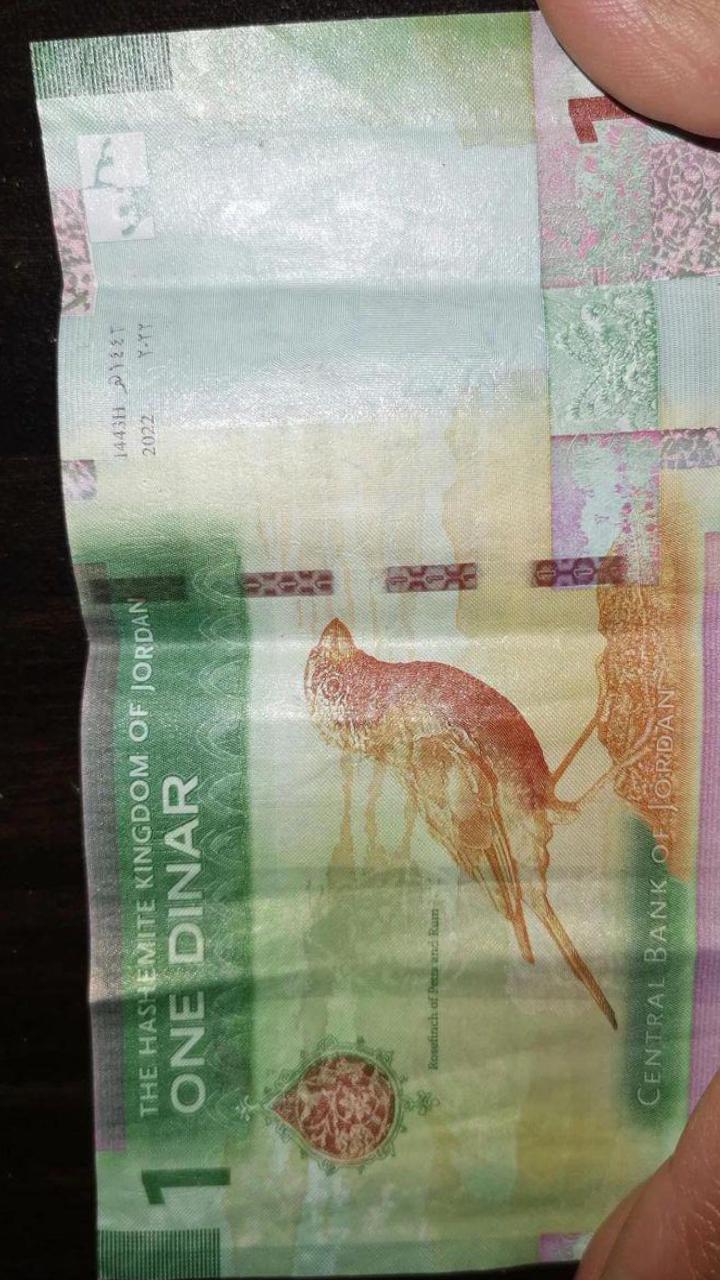 THE HASHEMITE KINGDOM OF JORDAN
ONE DINAR
1
1443H ١٤٤٣هـ
2022 ٢٠٢٢
1
Rosefinch of Petra and Rum
CENTRAL BANK OF JORDAN